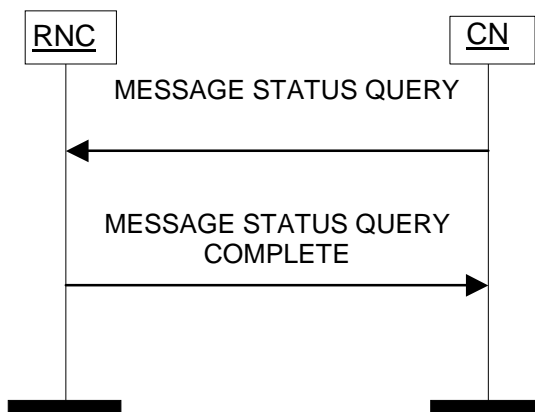 RNC
CN
MESSAGE STATUS QUERY
MESSAGE STATUS QUERY
COMPLETE